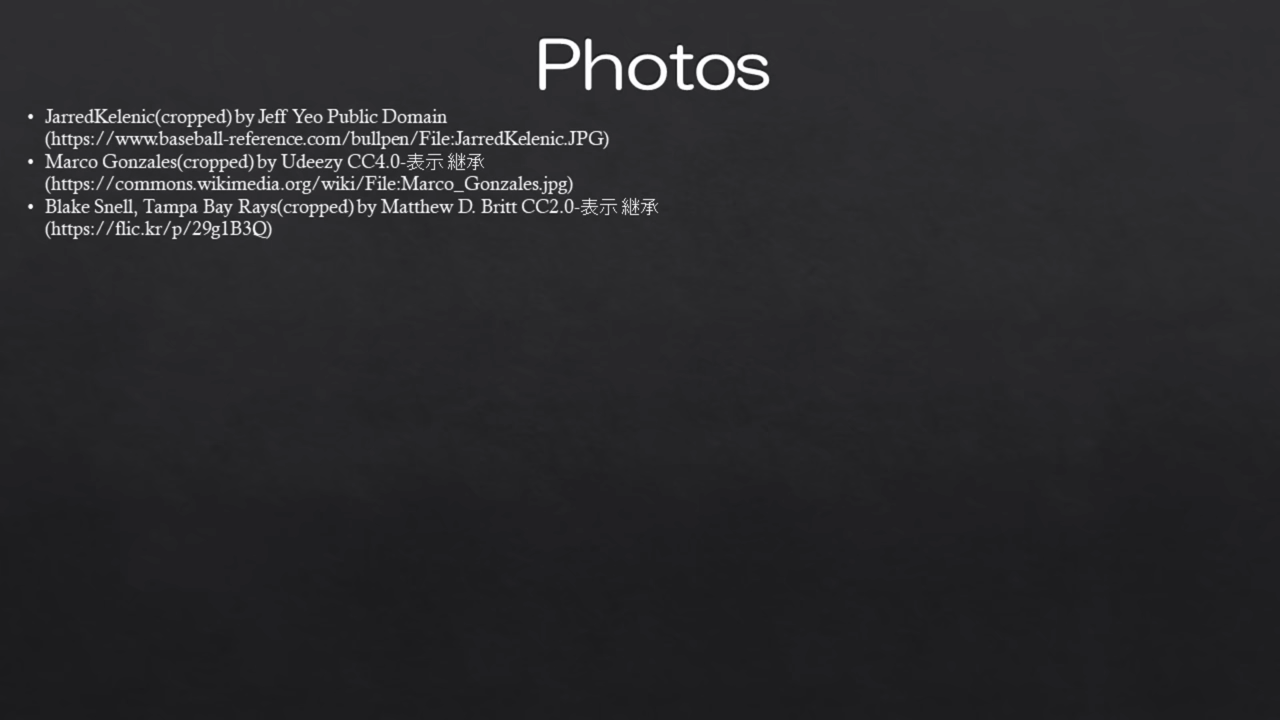 Photos
• JarredKelenic(cropped) by Jeff Yeo Public Domain
(https://www.baseball-reference.com/bullpen/File:JarredKelenic.JPG)
• Marco Gonzales(cropped) by Udeezy CC4.0-表示 継承
(https://commons.wikimedia.org/wiki/File:Marco_Gonzales.jpg)
• Blake Snell, Tampa Bay Rays(cropped) by Matthew D. Britt CC2.0-表示 継承
(https://flic.kr/p/29g1B3Q)